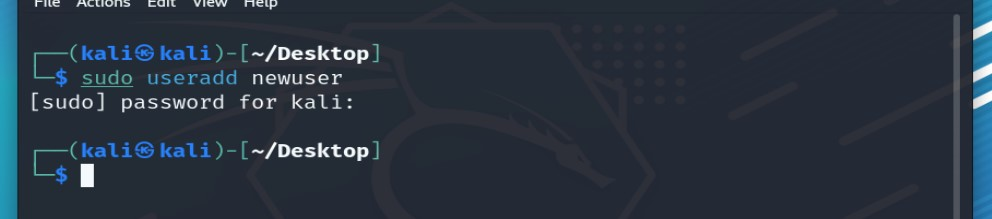 File Actions Edit View Help
┌──(kali㉿kali)-[~/Desktop]
└─$ sudo useradd newuser
[sudo] password for kali:
┌──(kali㉿kali)-[~/Desktop]
└─$